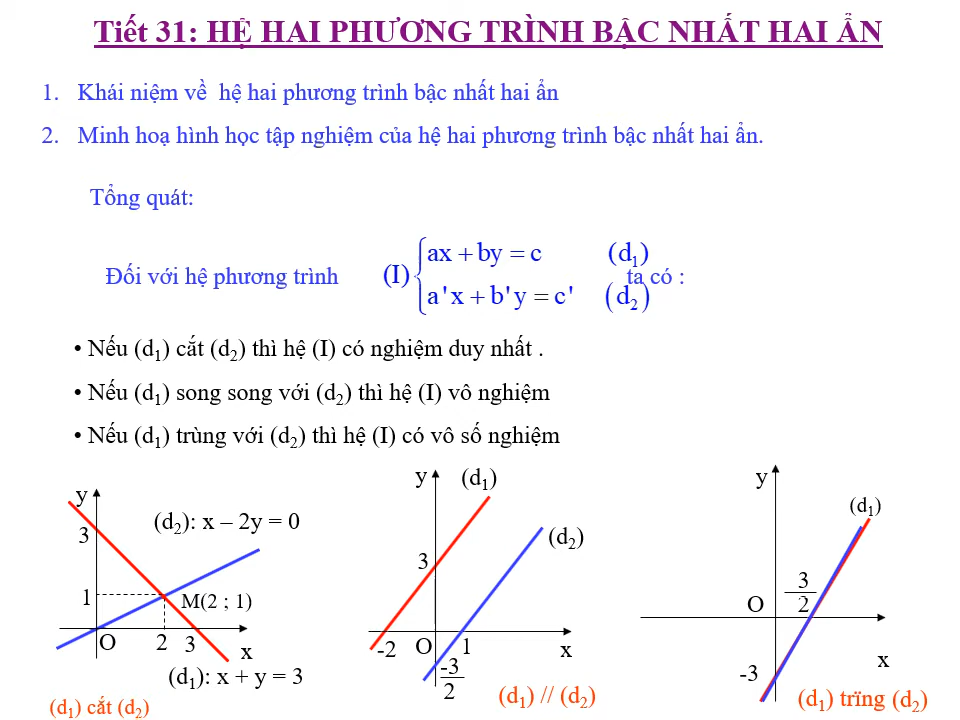 Tiết 31: HỆ HAI PHƯƠNG TRÌNH BẬC NHẤT HAI ẨN
1. Khái niệm về hệ hai phương trình bậc nhất hai ẩn
2. Minh hoạ hình học tập nghiệm của hệ hai phương trình bậc nhất hai ẩn.
Tổng quát:
Đối với hệ phương trình (I) { ax + by = c (d₁) ta có :
a'x + b'y = c' (d₂)
• Nếu (d₁) cắt (d₂) thì hệ (I) có nghiệm duy nhất .
• Nếu (d₁) song song với (d₂) thì hệ (I) vô nghiệm
• Nếu (d₁) trùng với (d₂) thì hệ (I) có vô số nghiệm
y
3
(d₂): x – 2y = 0
1
M(2 ; 1)
O 2 3 x
(d₁): x + y = 3
(d₁) cắt (d₂)
y (d₁)
(d₂)
3
-2 O 1 x
-3
2
(d₁) // (d₂)
y
(d₁)
3
O 2
-3 x
(d₁) trïng (d₂)